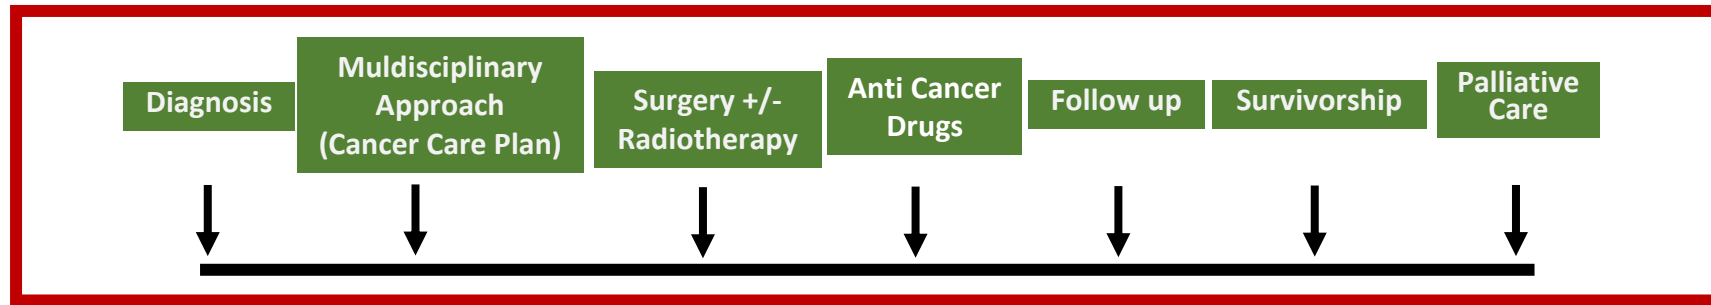 Diagnosis
Muldisciplinary
Approach
(Cancer Care Plan)
Surgery +/-
Radiotherapy
Anti Cancer
Drugs
Follow up
Survivorship
Palliative
Care